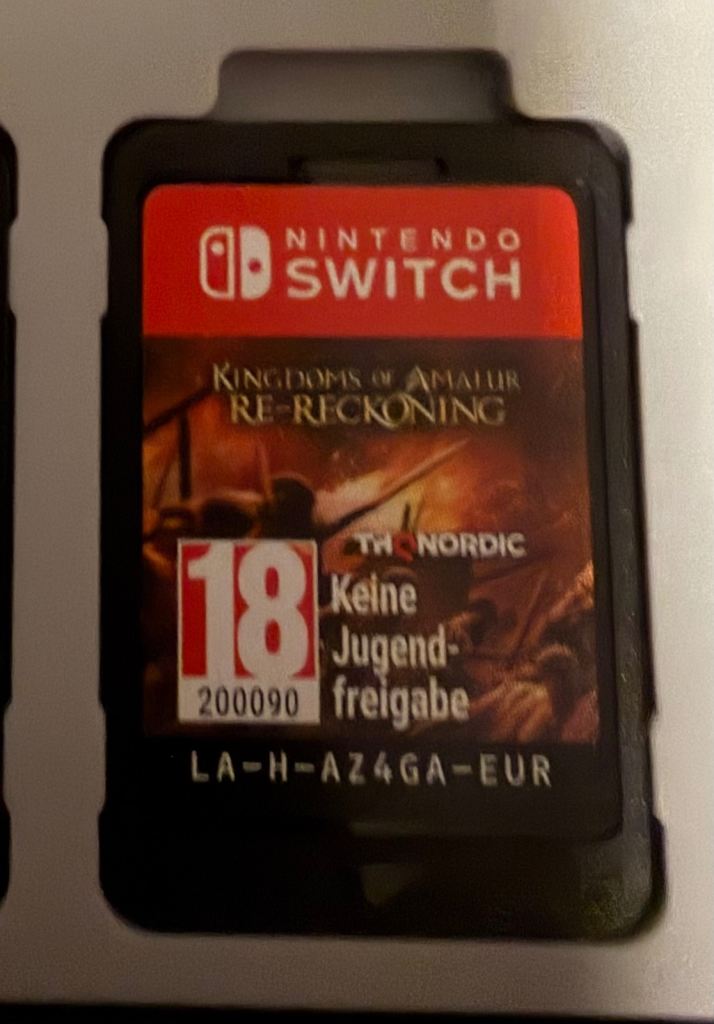 NINTENDO
SWITCH
KINGDOMS OF AMALUR
RE-RECKONING
THQ NORDIC
18
200090
Keine
Jugend-
freigabe
LA-H-AZ4GA-EUR